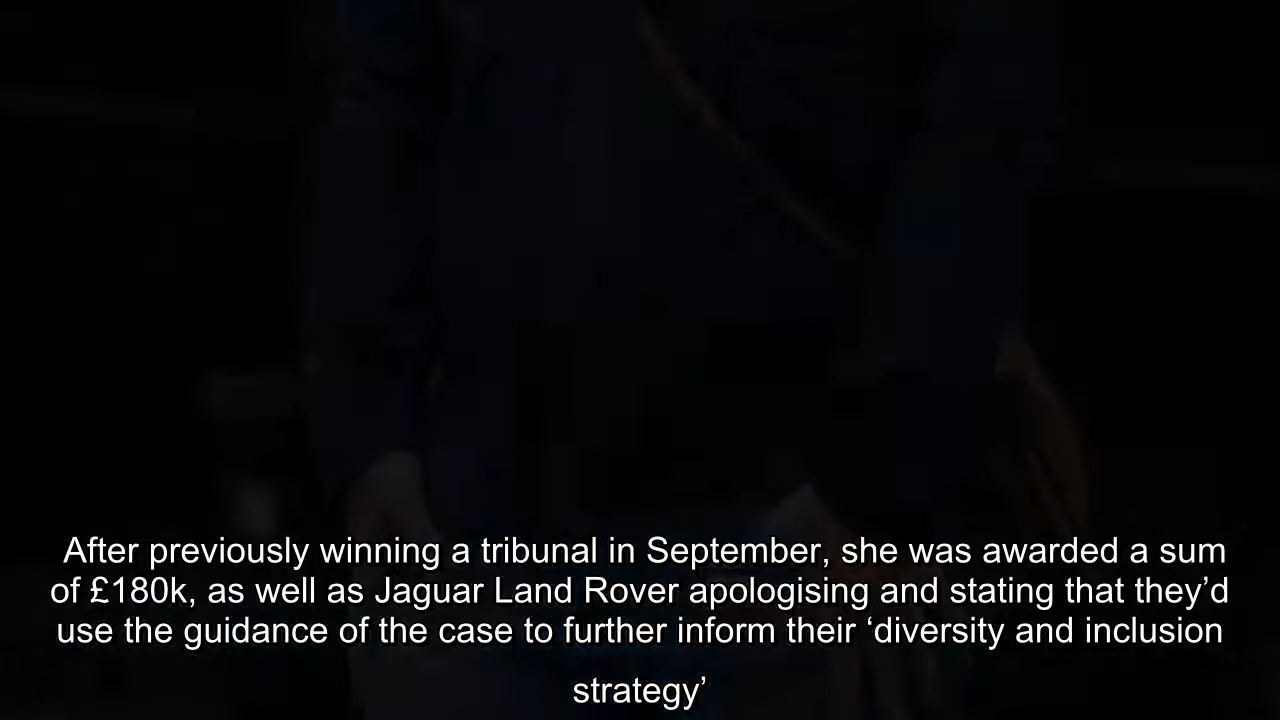 After previously winning a tribunal in September, she was awarded a sum
of £180k, as well as Jaguar Land Rover apologising and stating that they’d
use the guidance of the case to further inform their ‘diversity and inclusion
strategy’